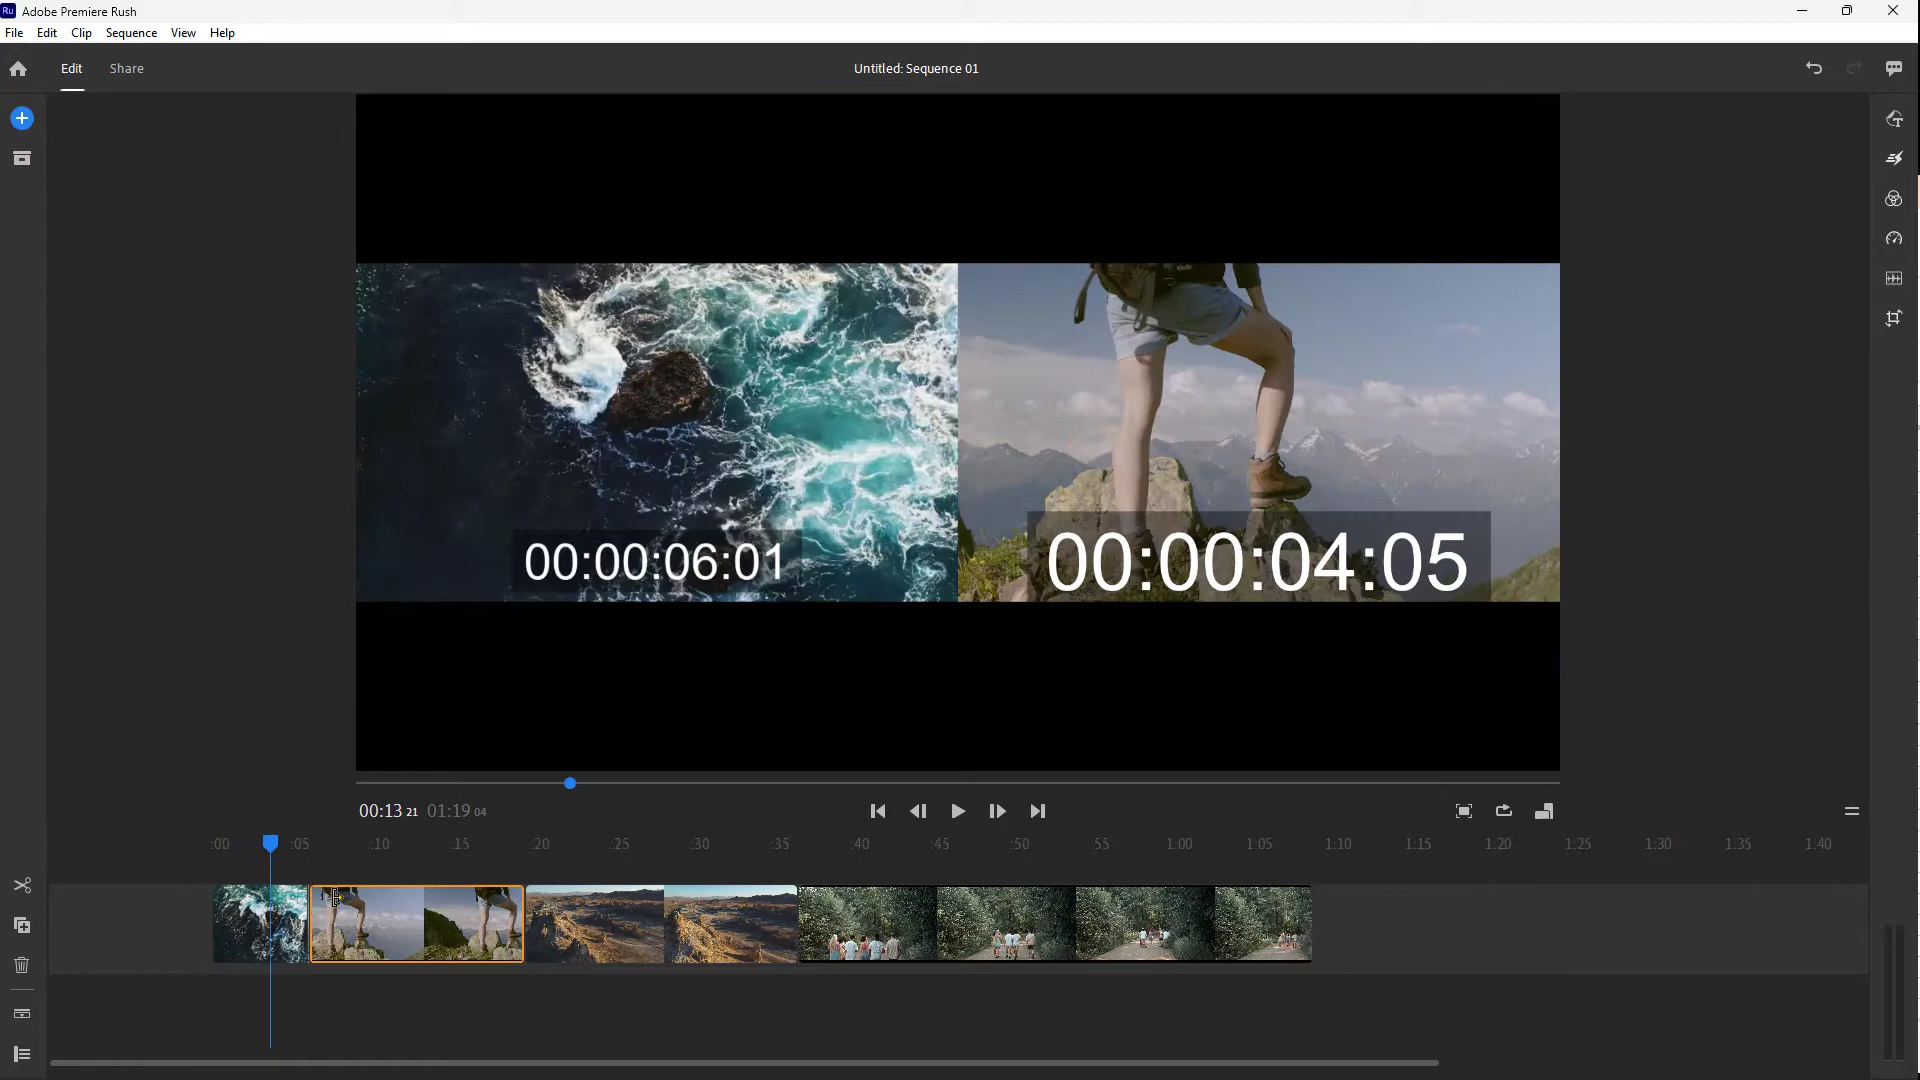 Ru Adobe Premiere Rush
File Edit Clip Sequence View Help
Edit Share Untitled: Sequence 01
00:00:06:01 00:00:04:05
00:13 21 01:19 04
:00 :05 :10 :15 :20 :25 :30 :35 :40 :45 :50 :55 1:00 1:05 1:10 1:15 1:20 1:25 1:30 1:35 1:40